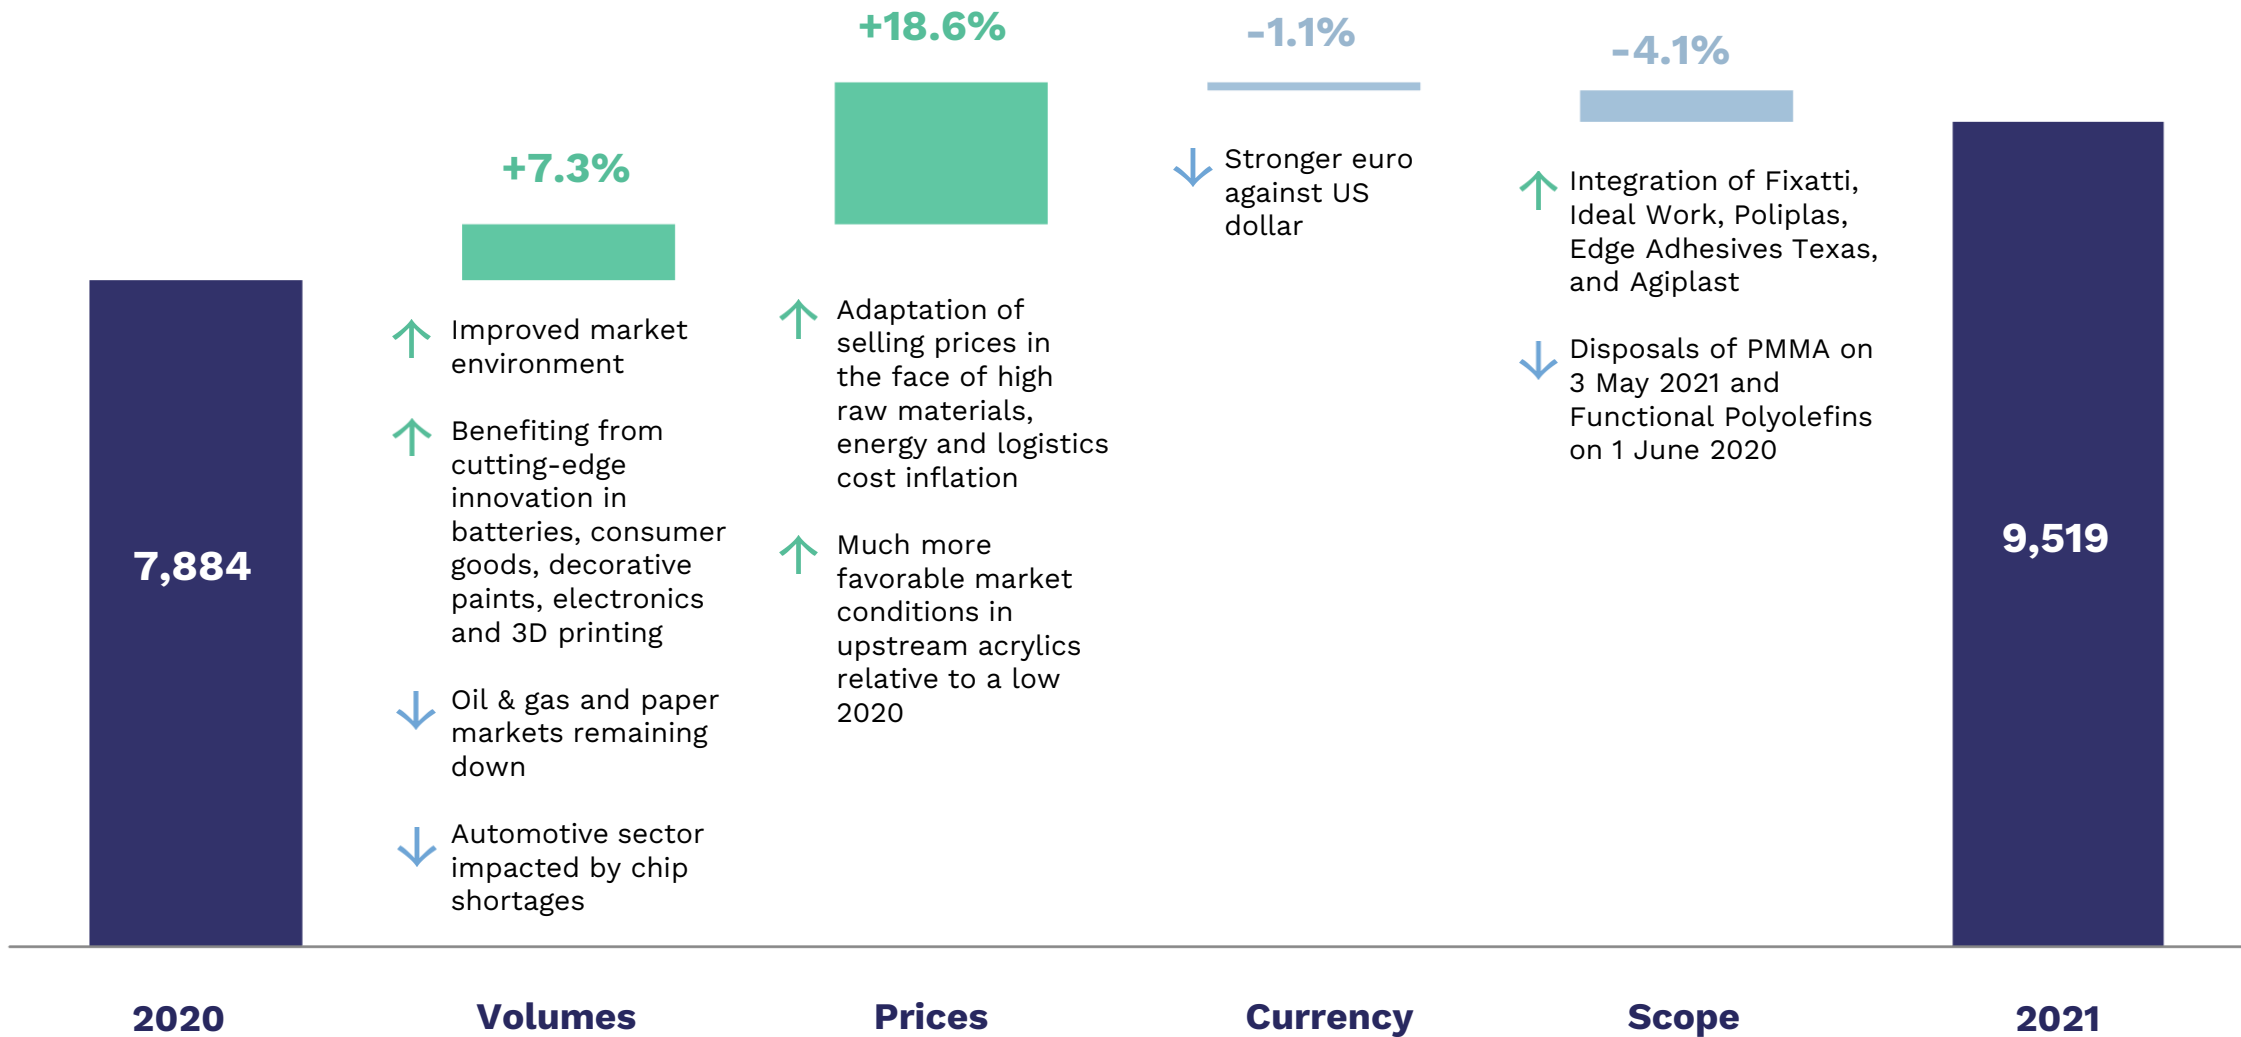 +7.3%
+18.6%
-1.1%
-4.1%
7,884
Improved market
environment
Benefiting from
cutting-edge
innovation in
batteries, consumer
goods, decorative
paints, electronics
and 3D printing
Oil & gas and paper
markets remaining
down
Automotive sector
impacted by chip
shortages
Adaptation of
selling prices in
the face of high
raw materials,
energy and logistics
cost inflation
Much more
favorable market
conditions in
upstream acrylics
relative to a low
2020
Stronger euro
against US
dollar
Integration of Fixatti,
Ideal Work, Poliplas,
Edge Adhesives Texas,
and Agiplast
Disposals of PMMA on
3 May 2021 and
Functional Polyolefins
on 1 June 2020
9,519
2020
Volumes
Prices
Currency
Scope
2021